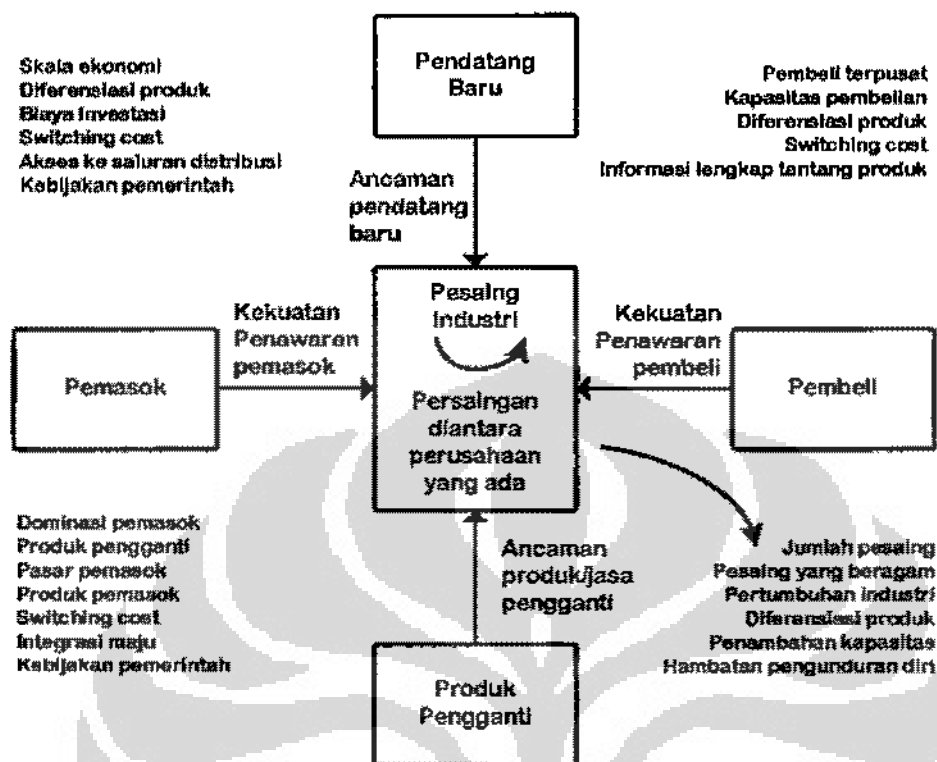 Skala ekonomi
Diferensiasi produk
Biaya investasi
Switching cost
Akses ke saluran distribusi
Kebijakan pemerintah
Pendatang
Baru
Pembeli terpusat
Kapasitas pembelian
Diferensiasi produk
Switching cost
Informasi lengkap tentang produk
Ancaman
pendatang
baru
Pemasok
Kekuatan
Penawaran
pemasok
Pesaing
Industri
Persaingan
diantara
perusahaan
yang ada
Kekuatan
Penawaran
pembeli
Pembeli
Dominasi pemasok
Produk pengganti
Pasar pemasok
Produk pemasok
Switching cost
Integrasi maju
Kebijakan pemerintah
Ancaman
produk/jasa
pengganti
Jumlah pesaing
Pesaing yang beragam
Pertumbuhan industri
Diferensiasi produk
Penambahan kapasitas
Hambatan pengunduran diri
Produk
Pengganti